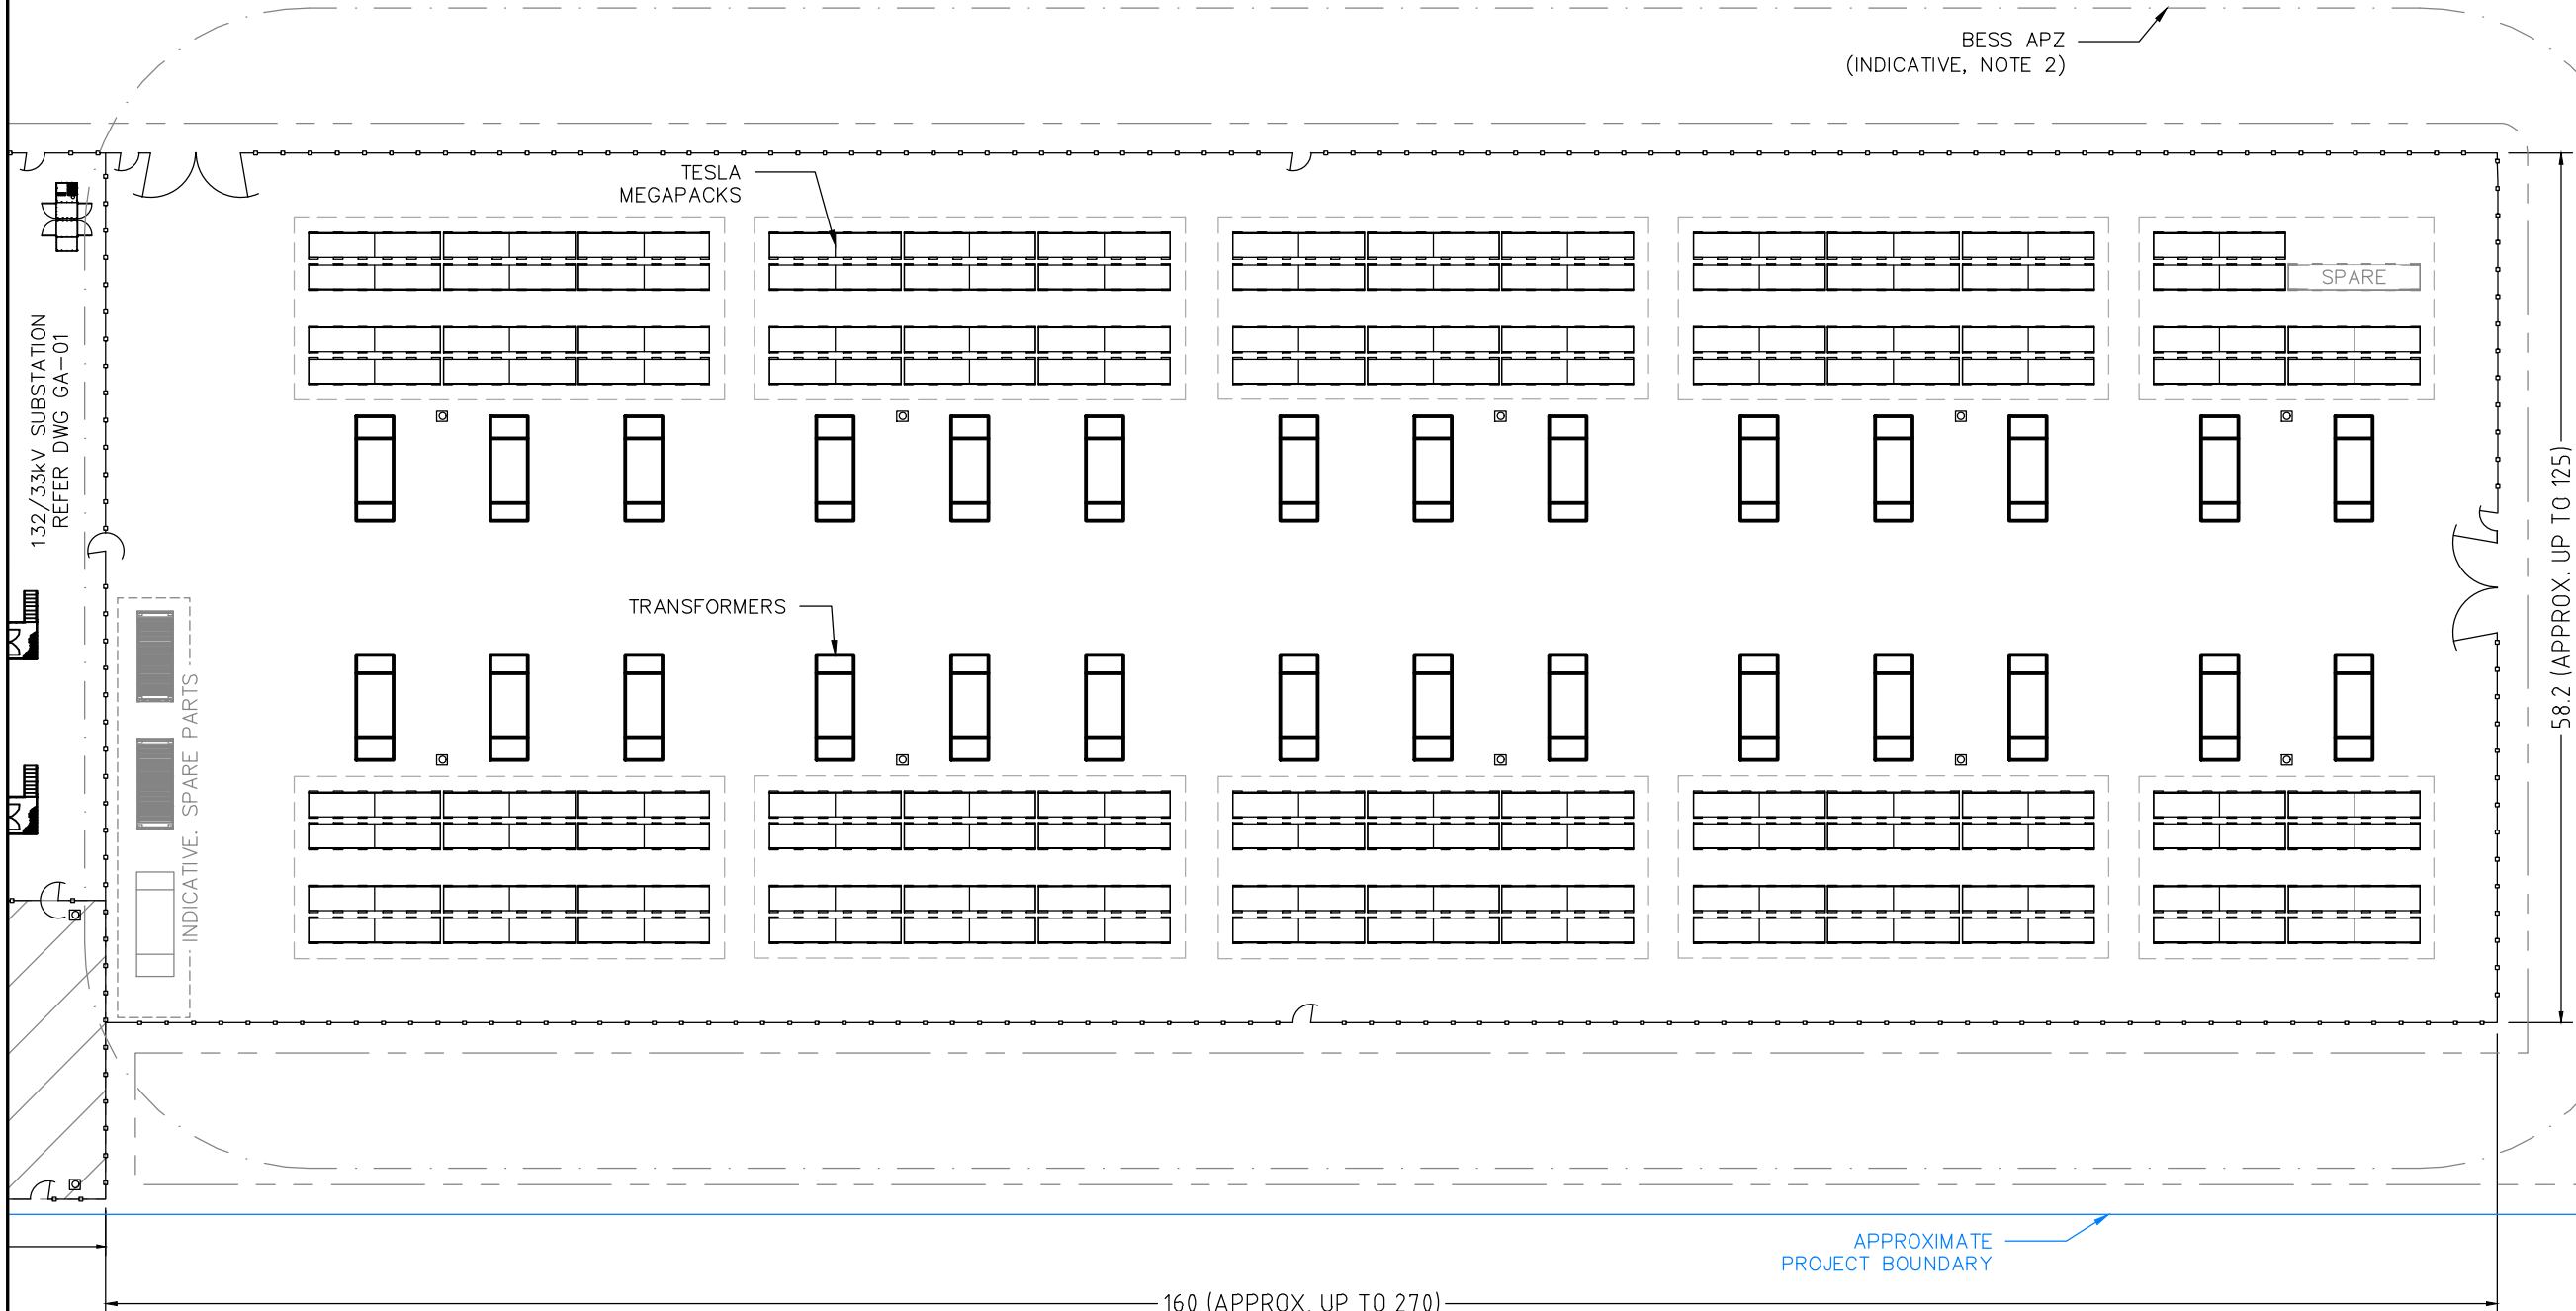 BESS APZ
(INDICATIVE, NOTE 2)
TESLA
MEGAPACKS
SPARE
132/33kV SUBSTATION
REFER DWG GA-01
TRANSFORMERS
INDICATIVE. SPARE PARTS
58.2 (APPROX. UP TO 125)
APPROXIMATE
PROJECT BOUNDARY
160 (APPROX. UP TO 270)